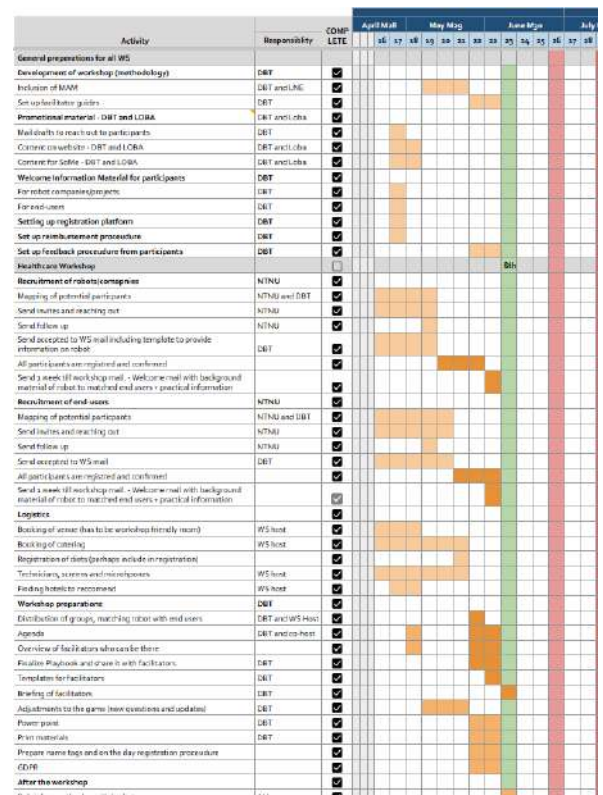 April M8ll May Mag June Mga July
Activity Responsibility COMP LETE 16 17 18 19 20 21 22 23 24 25 26 27 28
General preperations for all WS
Development of workshop (methodology) DBT
Inclusion of MAM DBT and LNE
Set up facilitator guides DBT
Promotional material - DBT and LOBA DBT and Loba
Mail drafts to reach out to participants DBT
Content on website - DBT and LOBA DBT and Loba
Content for SoMe - DBT and LOBA DBT and Loba
Welcome Information Material for participants DBT
For robot companies/projects DBT
For end-users DBT
Setting up registration platform DBT
Set up reimbursement proceudure DBT
Set up feedback proceudure from participants DBT
Healthcare Workshop 8th
Recruitment of robots/comapnies NTNU
Mapping of potential participants NTNU and DBT
Send invites and reaching out NTNU
Send follow up NTNU
Send accepted to WS mail including template to provide
information on robot DBT
All participants are registred and confirmed
Send 1 week till workshop mail. - Welcome mail with background
material of robot to matched end users + practical information
Recruitment of end-users NTNU
Mapping of potential participants NTNU and DBT
Send invites and reaching out NTNU
Send follow up NTNU
Send accepted to WS mail DBT
All participants are registred and confirmed
Send 1 week till workshop mail. - Welcome mail with background
material of robot to matched end users + practical information
Logistics
Booking of venue (has to be workshop friendly room) WS host
Booking of catering WS host
Registration of diets (perhaps include in registration)
Technicians, screens and microhpones WS host
Finding hotels to reccomend WS host
Workshop preparations DBT
Distribution of groups, matching robot with end users DBT and WS Host
Agenda DBT and co-host
Overview of facilitators who can be there
Finalize Playbook and share it with facilitators DBT
Templates for facilitators DBT
Briefing of facilitators DBT
Adjustments to the game (new questions and updates) DBT
Power point DBT
Print materials DBT
Prepare name tags and on the day registration proceudure
GDPR
After the workshop